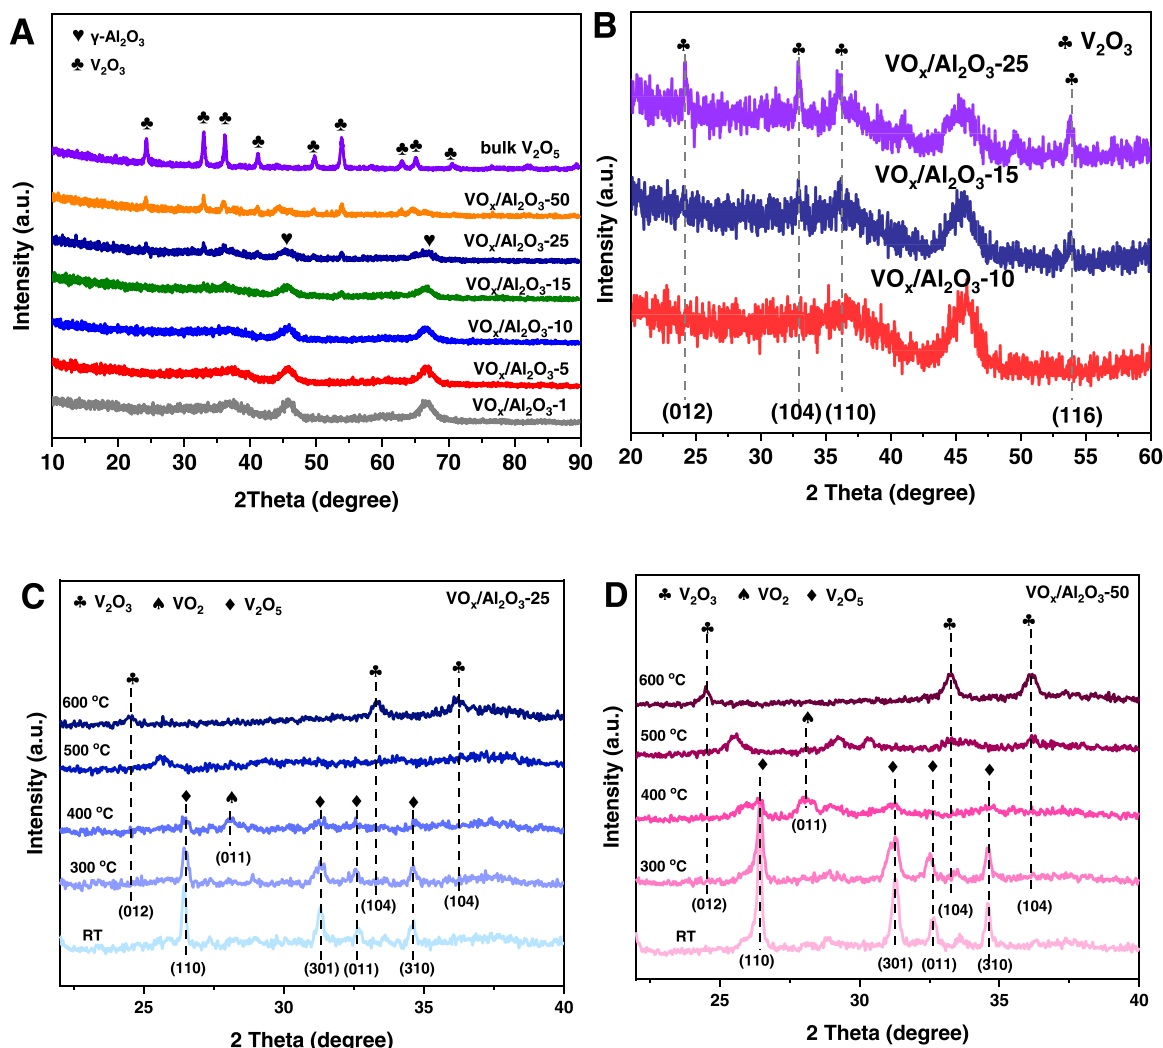 A
♥ γ-Al₂O₃
♣ V₂O₃
bulk V₂O₅
VOₓ/Al₂O₃-50
VOₓ/Al₂O₃-25
VOₓ/Al₂O₃-15
VOₓ/Al₂O₃-10
VOₓ/Al₂O₃-5
VOₓ/Al₂O₃-1
Intensity (a.u.)
10 20 30 40 50 60 70 80 90
2Theta (degree)
B
♣ V₂O₃
VOₓ/Al₂O₃-25
VOₓ/Al₂O₃-15
VOₓ/Al₂O₃-10
(012) (104) (110) (116)
Intensity (a.u.)
20 25 30 35 40 45 50 55 60
2 Theta (degree)
C
♣ V₂O₃ ♠ VO₂ ♦ V₂O₅
VOₓ/Al₂O₃-25
600 °C
500 °C
400 °C
(011)
300 °C
(012) (104) (104)
RT
(110) (301) (011) (310)
Intensity (a.u.)
25 30 35 40
2 Theta (degree)
D
♣ V₂O₃ ♠ VO₂ ♦ V₂O₅
VOₓ/Al₂O₃-50
600 °C
500 °C
400 °C
(011)
300 °C
(012) (104) (104)
RT
(110) (301) (011) (310)
Intensity (a.u.)
25 30 35 40
2 Theta (degree)